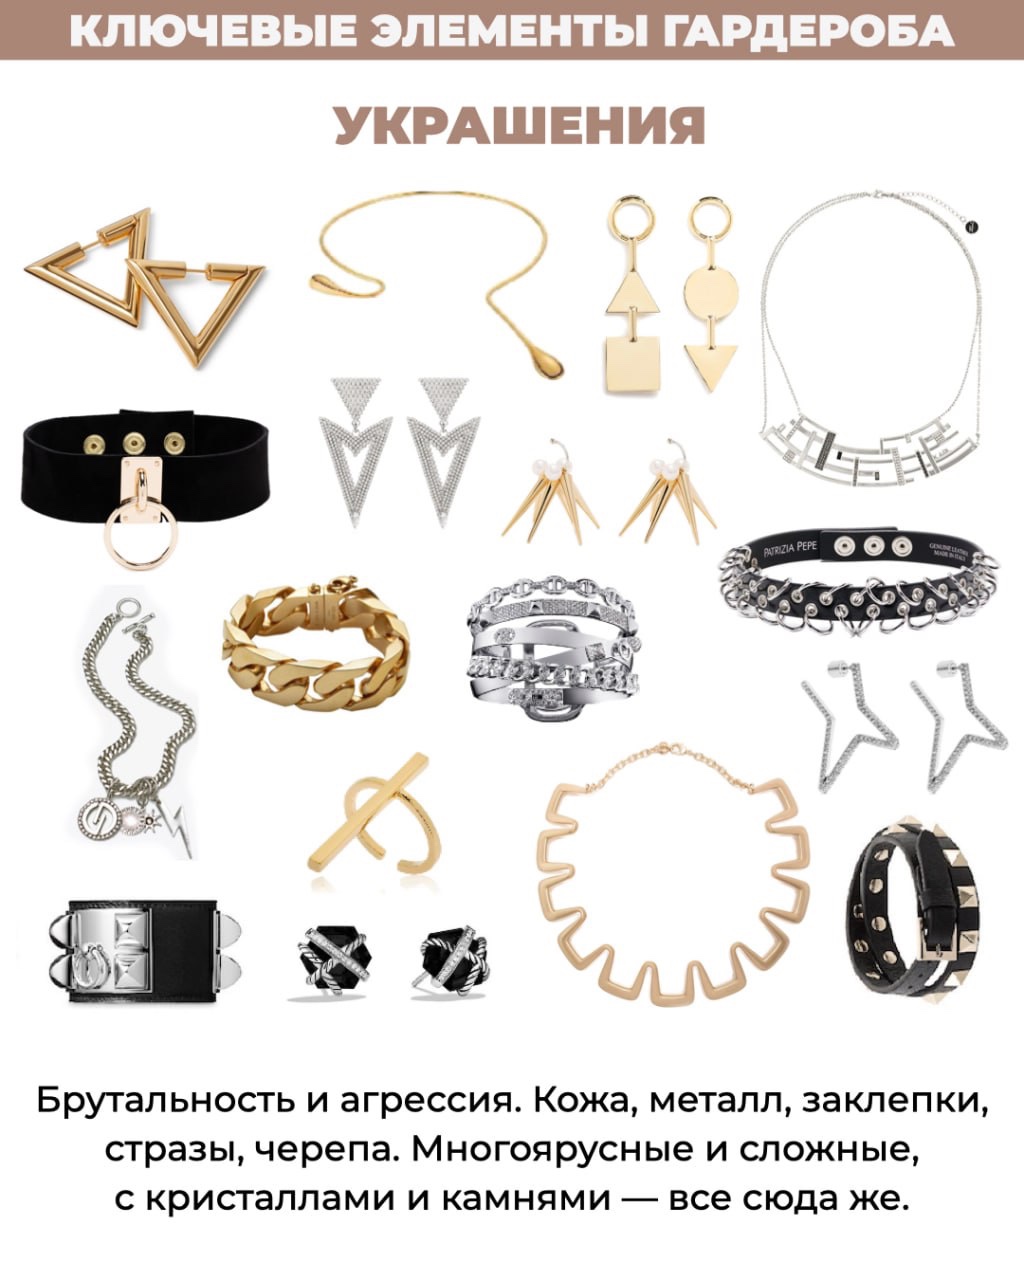 КЛЮЧЕВЫЕ ЭЛЕМЕНТЫ ГАРДЕРОБА
УКРАШЕНИЯ
PATRIZIA PEPE
GENUINE LEATHER
MADE IN ITALY
Брутальность и агрессия. Кожа, металл, заклепки,
стразы, черепа. Многоярусные и сложные,
с кристаллами и камнями — все сюда же.